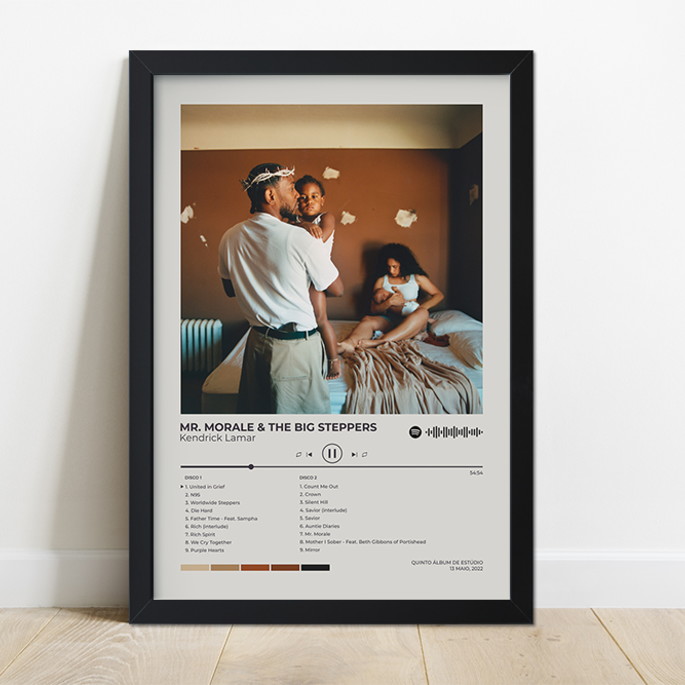 MR. MORALE & THE BIG STEPPERS
Kendrick Lamar
54:54
DISCO 1
1. United in Grief
2. N95
3. Worldwide Steppers
4. Die Hard
5. Father Time - Feat. Sampha
6. Rich (Interlude)
7. Rich Spirit
8. We Cry Together
9. Purple Hearts
DISCO 2
1. Count Me Out
2. Crown
3. Silent Hill
4. Savior (Interlude)
5. Savior
6. Auntie Diaries
7. Mr. Morale
8. Mother I Sober - Feat. Beth Gibbons of Portishead
9. Mirror
QUINTO ÁLBUM DE ESTÚDIO
13 MAIO, 2022